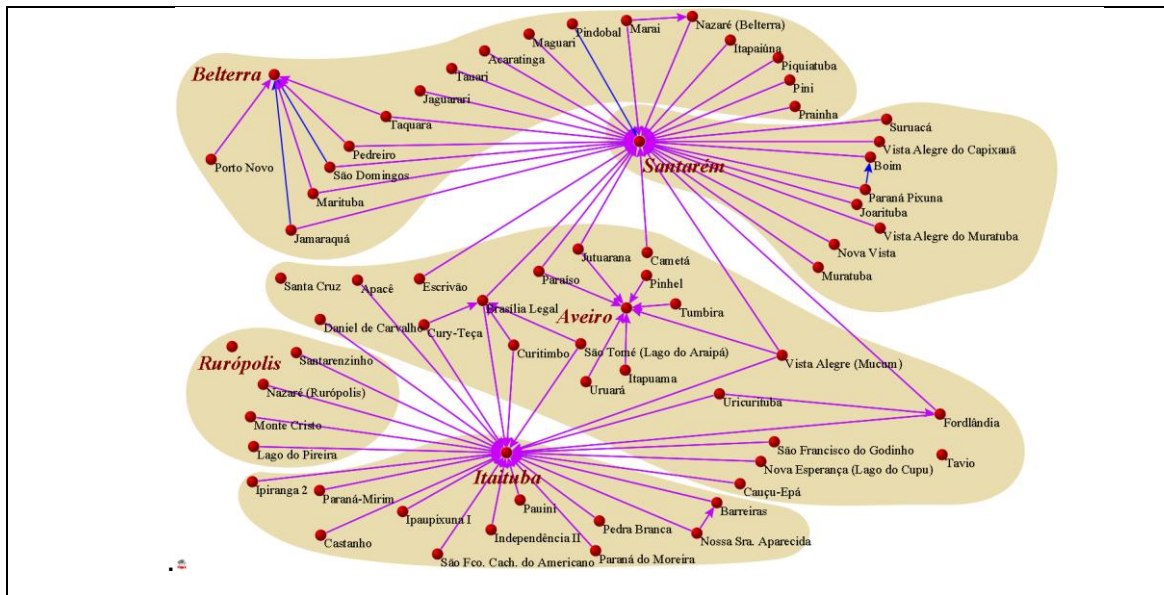 Pindobal
Marai
Nazaré (Belterra)
Maguari
Itapaiúna
Acaratinga
Piquiatuba
Belterra
Tauari
Pini
Jaguarari
Prainha
Taquara
Suruacá
Vista Alegre do Capixauã
Pedreiro
Santarém
Boim
Porto Novo
São Domingos
Paraná Pixuna
Marituba
Joarituba
Vista Alegre do Muratuba
Jamaraquá
Nova Vista
Jutuarana
Cametá
Muratuba
Santa Cruz
Apacê
Escrivão
Paraíso
Pinhel
Brasília Legal
Aveiro
Tumbira
Daniel de Carvalho
Cury-Teça
Rurópolis
Santarenzinho
Curitimbo
São Tomé (Lago do Araipá)
Vista Alegre (Mucum)
Itapuama
Nazaré (Rurópolis)
Uruará
Uricurituba
Monte Cristo
Fordlândia
Lago do Pireira
São Francisco do Godinho
Tavio
Nova Esperança (Lago do Cupu)
Itaituba
Ipiranga 2
Paraná-Mirim
Cauçu-Epá
Pauini
Barreiras
Ipaupixuna I
Pedra Branca
Castanho
Independência II
Nossa Sra. Aparecida
São Fco. Cach. do Americano
Paraná do Moreira
.